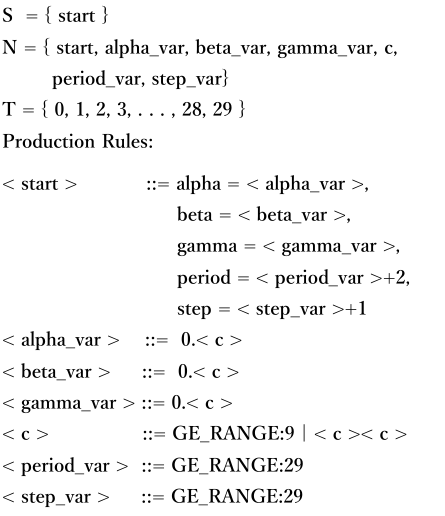 S = { start }
N = { start, alpha_var, beta_var, gamma_var, c,
period_var, step_var}
T = { 0, 1, 2, 3, . . . , 28, 29 }
Production Rules:
< start > ::= alpha = < alpha_var >,
beta = < beta_var >,
gamma = < gamma_var >,
period = < period_var >+2,
step = < step_var >+1
< alpha_var > ::= 0.< c >
< beta_var > ::= 0.< c >
< gamma_var > ::= 0.< c >
< c > ::= GE_RANGE:9 | < c >< c >
< period_var > ::= GE_RANGE:29
< step_var > ::= GE_RANGE:29